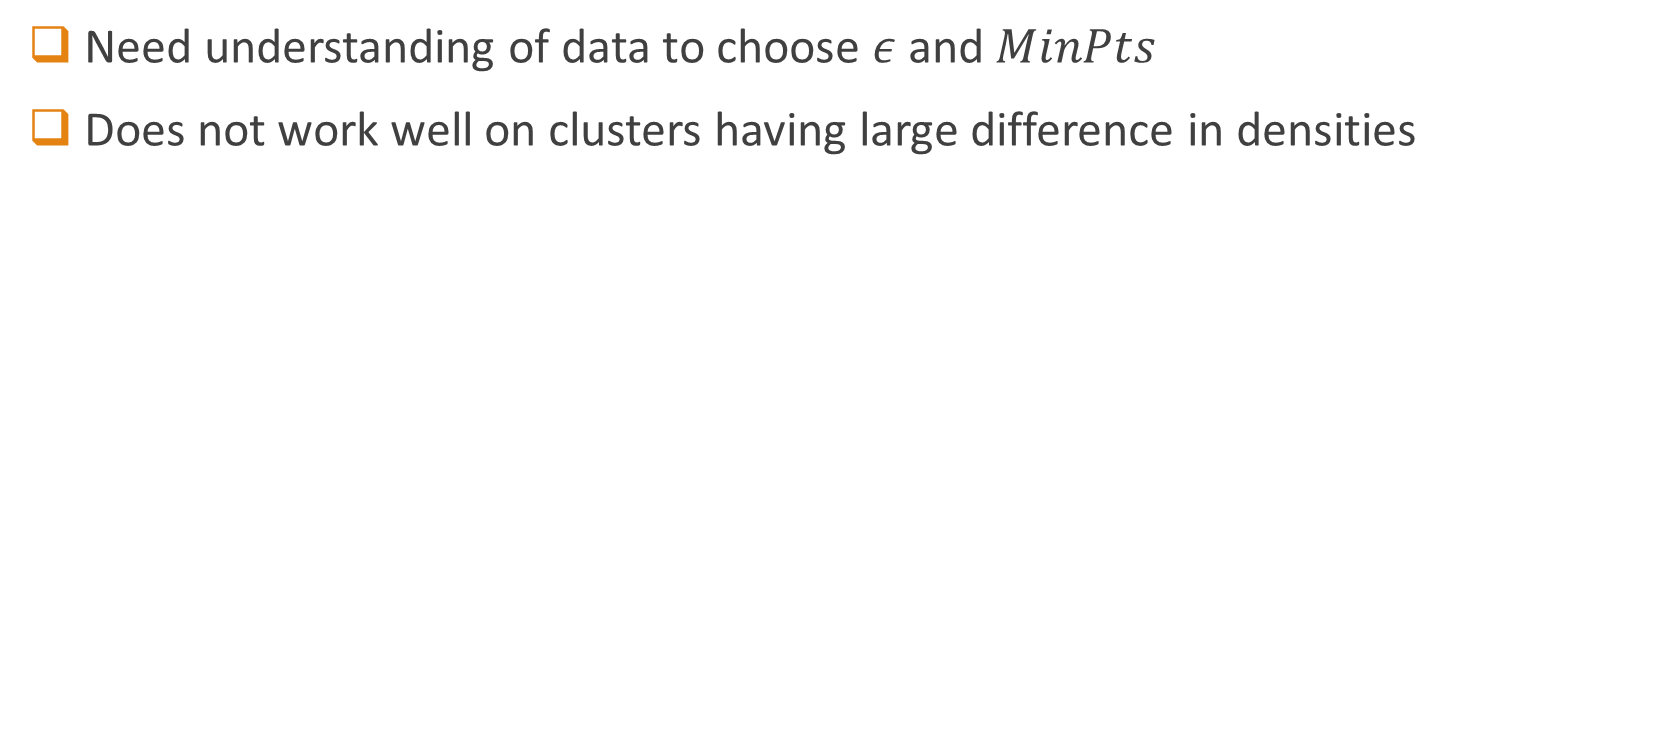 Need understanding of data to choose ϵ and MinPts
Does not work well on clusters having large difference in densities